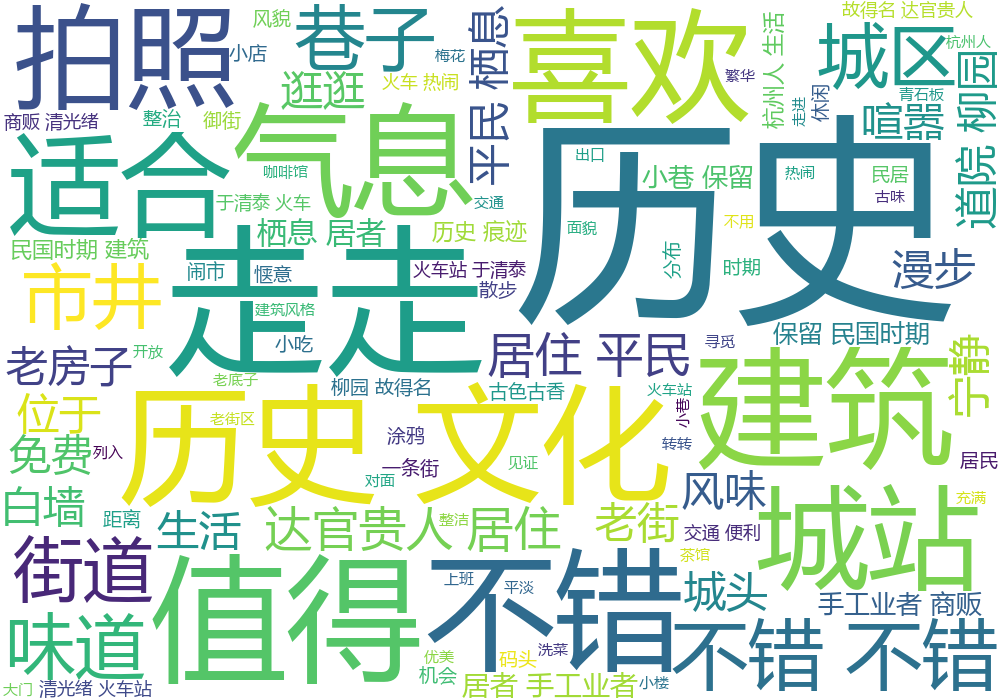 拍照
风貌
小店
巷子
梅花
逛逛
火车 热闹
平民 栖息
喜欢
繁华
杭州人 生活
故得名 达官贵人
城区
杭州人
走进
休闲
青石板
喧嚣
道院 柳园
商贩 清光绪
整治
御街
适合
气息
咖啡馆
交通
于清泰 火车
栖息 居者
历史 痕迹
出口
小巷 保留
热闹
民居
古味
历史
面貌
不用
分布
时期
漫步
民国时期 建筑
市井
闹市
惬意
走走
火车站 于清泰
散步
建筑风格
小吃
保留 民国时期
寻觅
宁静
老房子
开放
老底子
柳园 故得名
居住 平民
古色古香
火车站
小巷
建筑
位于
老街区
历史 文化
涂鸦
一条街
见证
对面
转转
居民
免费
列入
白墙
距离
生活
达官贵人 居住
整洁
老街
风味
交通 便利
城站
充满
街道
值得
上班
平淡
不错
茶馆
城头
手工业者 商贩
味道
优美
机会
码头
洗菜
小楼
不错 不错
大门
清光绪 火车站
居者 手工业者